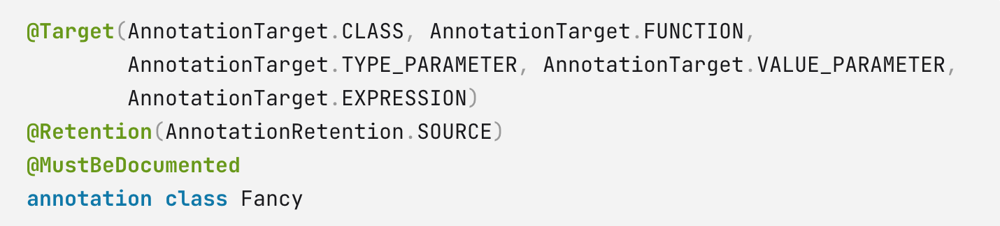 @Target(AnnotationTarget.CLASS, AnnotationTarget.FUNCTION,
        AnnotationTarget.TYPE_PARAMETER, AnnotationTarget.VALUE_PARAMETER,
        AnnotationTarget.EXPRESSION)
@Retention(AnnotationRetention.SOURCE)
@MustBeDocumented
annotation class Fancy